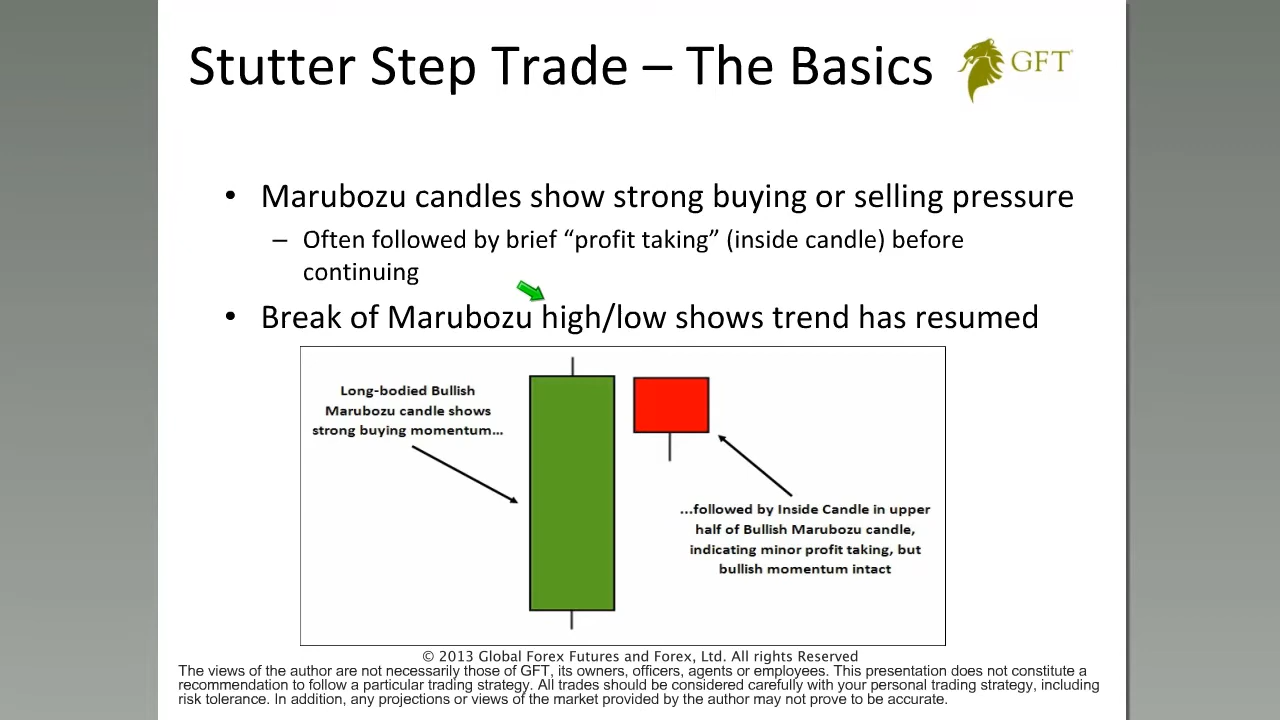 Stutter Step Trade – The Basics
GFT
• Marubozu candles show strong buying or selling pressure
– Often followed by brief “profit taking” (inside candle) before
continuing
• Break of Marubozu high/low shows trend has resumed
Long-bodied Bullish
Marubozu candle shows
strong buying momentum...
...followed by Inside Candle in upper
half of Bullish Marubozu candle,
indicating minor profit taking, but
bullish momentum intact
© 2013 Global Forex Futures and Forex, Ltd. All rights Reserved
The views of the author are not necessarily those of GFT, its owners, officers, agents or employees. This presentation does not constitute a
recommendation to follow a particular trading strategy. All trades should be considered carefully with your personal trading strategy, including
risk tolerance. In addition, any projections or views of the market provided by the author may not prove to be accurate.